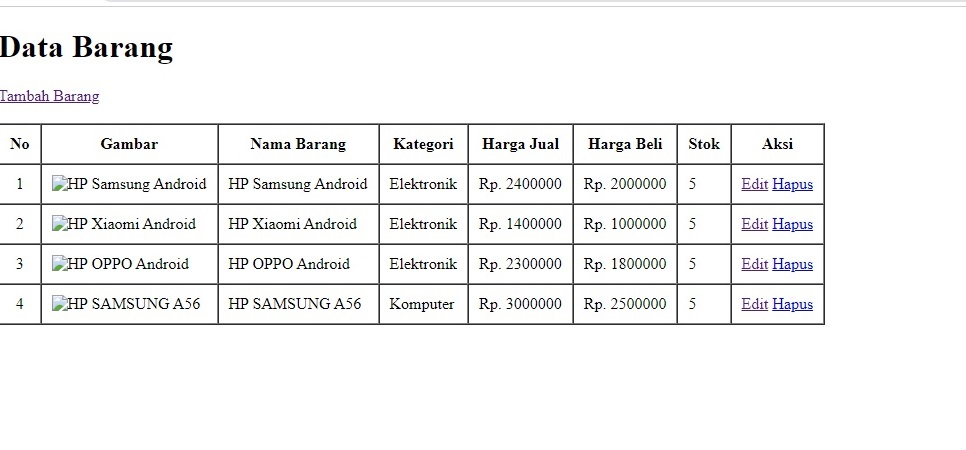 Data Barang
Tambah Barang
No Gambar Nama Barang Kategori Harga Jual Harga Beli Stok Aksi
1 HP Samsung Android HP Samsung Android Elektronik Rp. 2400000 Rp. 2000000 5 Edit Hapus
2 HP Xiaomi Android HP Xiaomi Android Elektronik Rp. 1400000 Rp. 1000000 5 Edit Hapus
3 HP OPPO Android HP OPPO Android Elektronik Rp. 2300000 Rp. 1800000 5 Edit Hapus
4 HP SAMSUNG A56 HP SAMSUNG A56 Komputer Rp. 3000000 Rp. 2500000 5 Edit Hapus